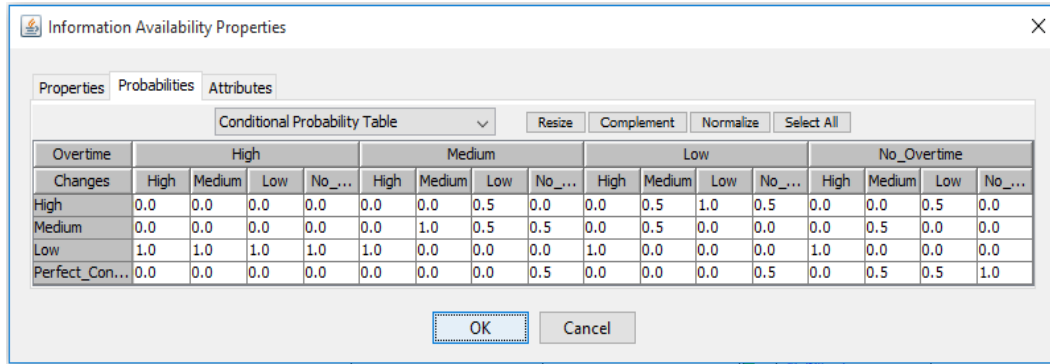 Information Availability Properties
Properties Probabilities Attributes
Conditional Probability Table Resize Complement Normalize Select All
Overtime High Medium Low No_Overtime
Changes High Medium Low No_... High Medium Low No_... High Medium Low No_... High Medium Low No_...
High 0.0 0.0 0.0 0.0 0.0 0.0 0.5 0.0 0.0 0.5 1.0 0.5 0.0 0.0 0.5 0.0
Medium 0.0 0.0 0.0 0.0 0.0 1.0 0.5 0.5 0.0 0.5 0.0 0.0 0.0 0.5 0.0 0.0
Low 1.0 1.0 1.0 1.0 1.0 0.0 0.0 0.0 1.0 0.0 0.0 0.0 1.0 0.0 0.0 0.0
Perfect_Con... 0.0 0.0 0.0 0.0 0.0 0.0 0.0 0.5 0.0 0.0 0.0 0.5 0.0 0.5 0.5 1.0
OK Cancel